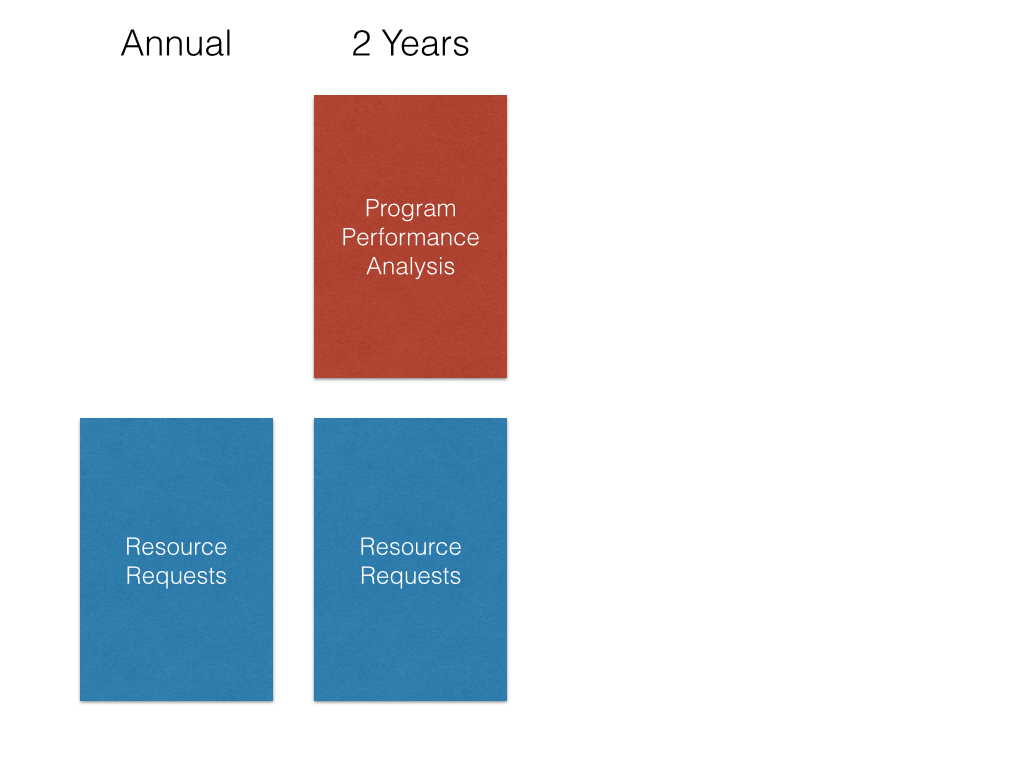 Annual
2 Years
Program
Performance
Analysis
Resource
Requests
Resource
Requests